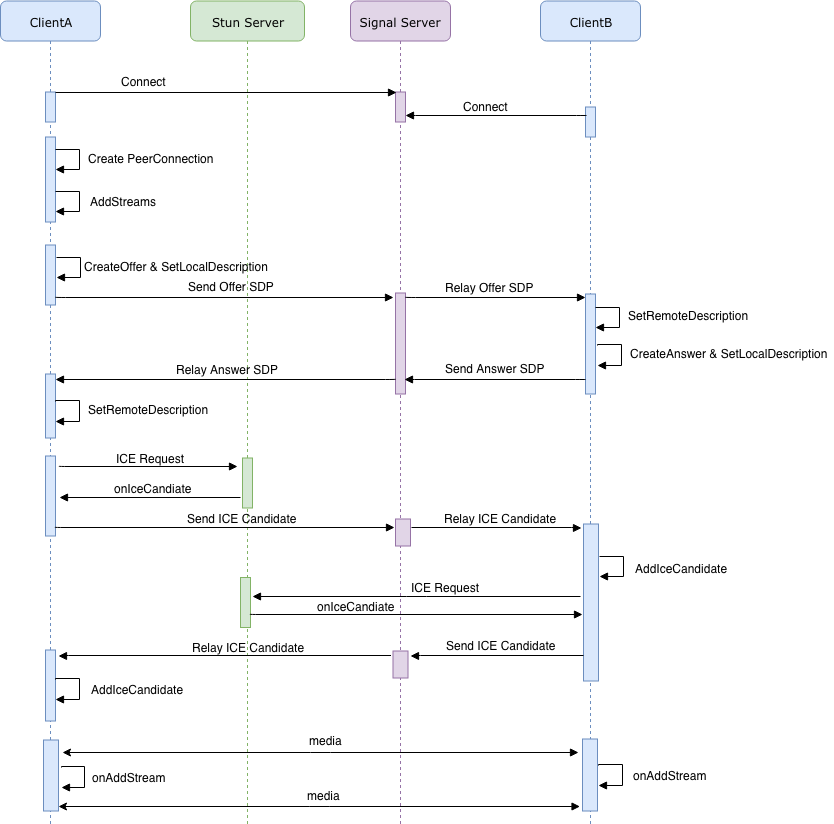 ClientA
Stun Server
Signal Server
ClientB
Connect
Connect
Create PeerConnection
AddStreams
CreateOffer & SetLocalDescription
Send Offer SDP
Relay Offer SDP
SetRemoteDescription
CreateAnswer & SetLocalDescription
Relay Answer SDP
Send Answer SDP
SetRemoteDescription
ICE Request
onIceCandiate
Send ICE Candidate
Relay ICE Candidate
AddIceCandidate
ICE Request
onIceCandiate
Relay ICE Candidate
Send ICE Candidate
AddIceCandidate
media
onAddStream
onAddStream
media